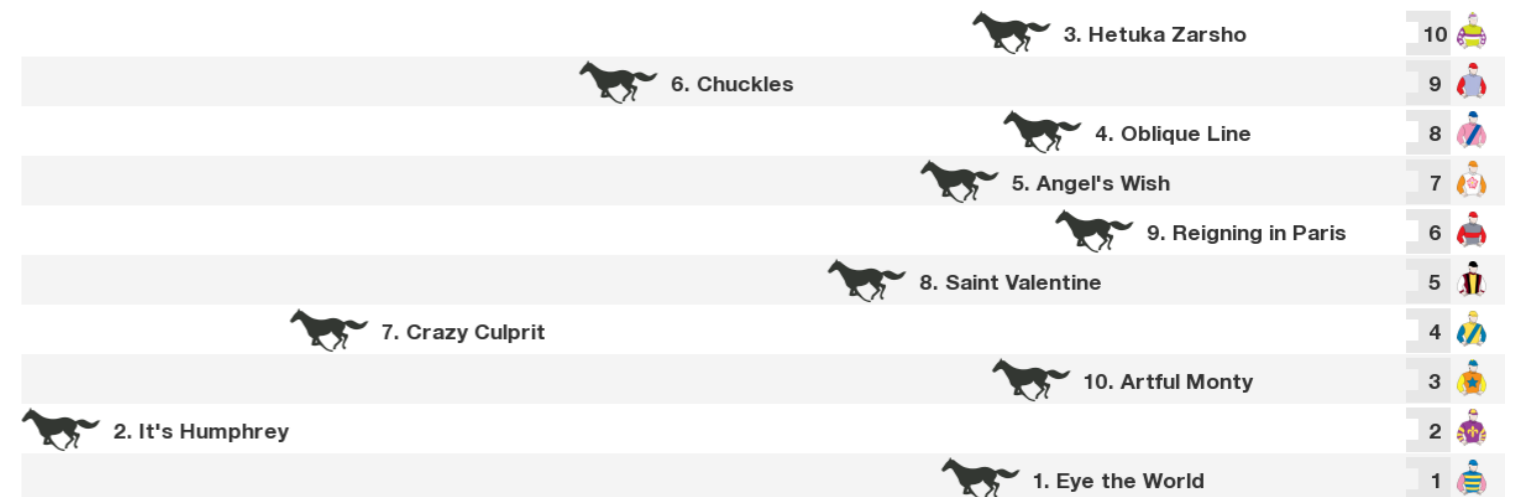 3. Hetuka Zarsho 10
6. Chuckles 9
4. Oblique Line 8
5. Angel's Wish 7
9. Reigning in Paris 6
8. Saint Valentine 5
7. Crazy Culprit 4
10. Artful Monty 3
2. It's Humphrey 2
1. Eye the World 1